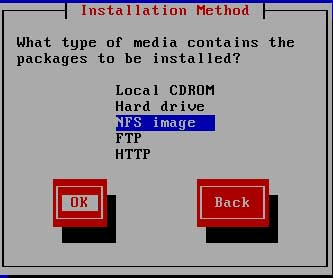 Installation Method
What type of media contains the
packages to be installed?
Local CDROM
Hard drive
NFS image
FTP
HTTP
OK Back